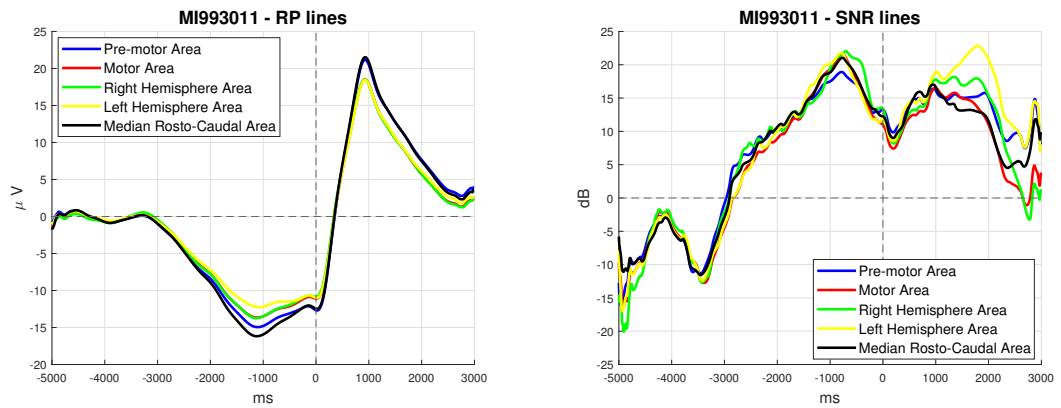 MI993011 - RP lines
25
20
15
10
5
0
-5
-10
-15
-20
μ V
Pre-motor Area
Motor Area
Right Hemisphere Area
Left Hemisphere Area
Median Rosto-Caudal Area
-5000 -4000 -3000 -2000 -1000 0 1000 2000 3000
ms
MI993011 - SNR lines
25
20
15
10
5
0
-5
-10
-15
-20
-25
dB
Pre-motor Area
Motor Area
Right Hemisphere Area
Left Hemisphere Area
Median Rosto-Caudal Area
-5000 -4000 -3000 -2000 -1000 0 1000 2000 3000
ms